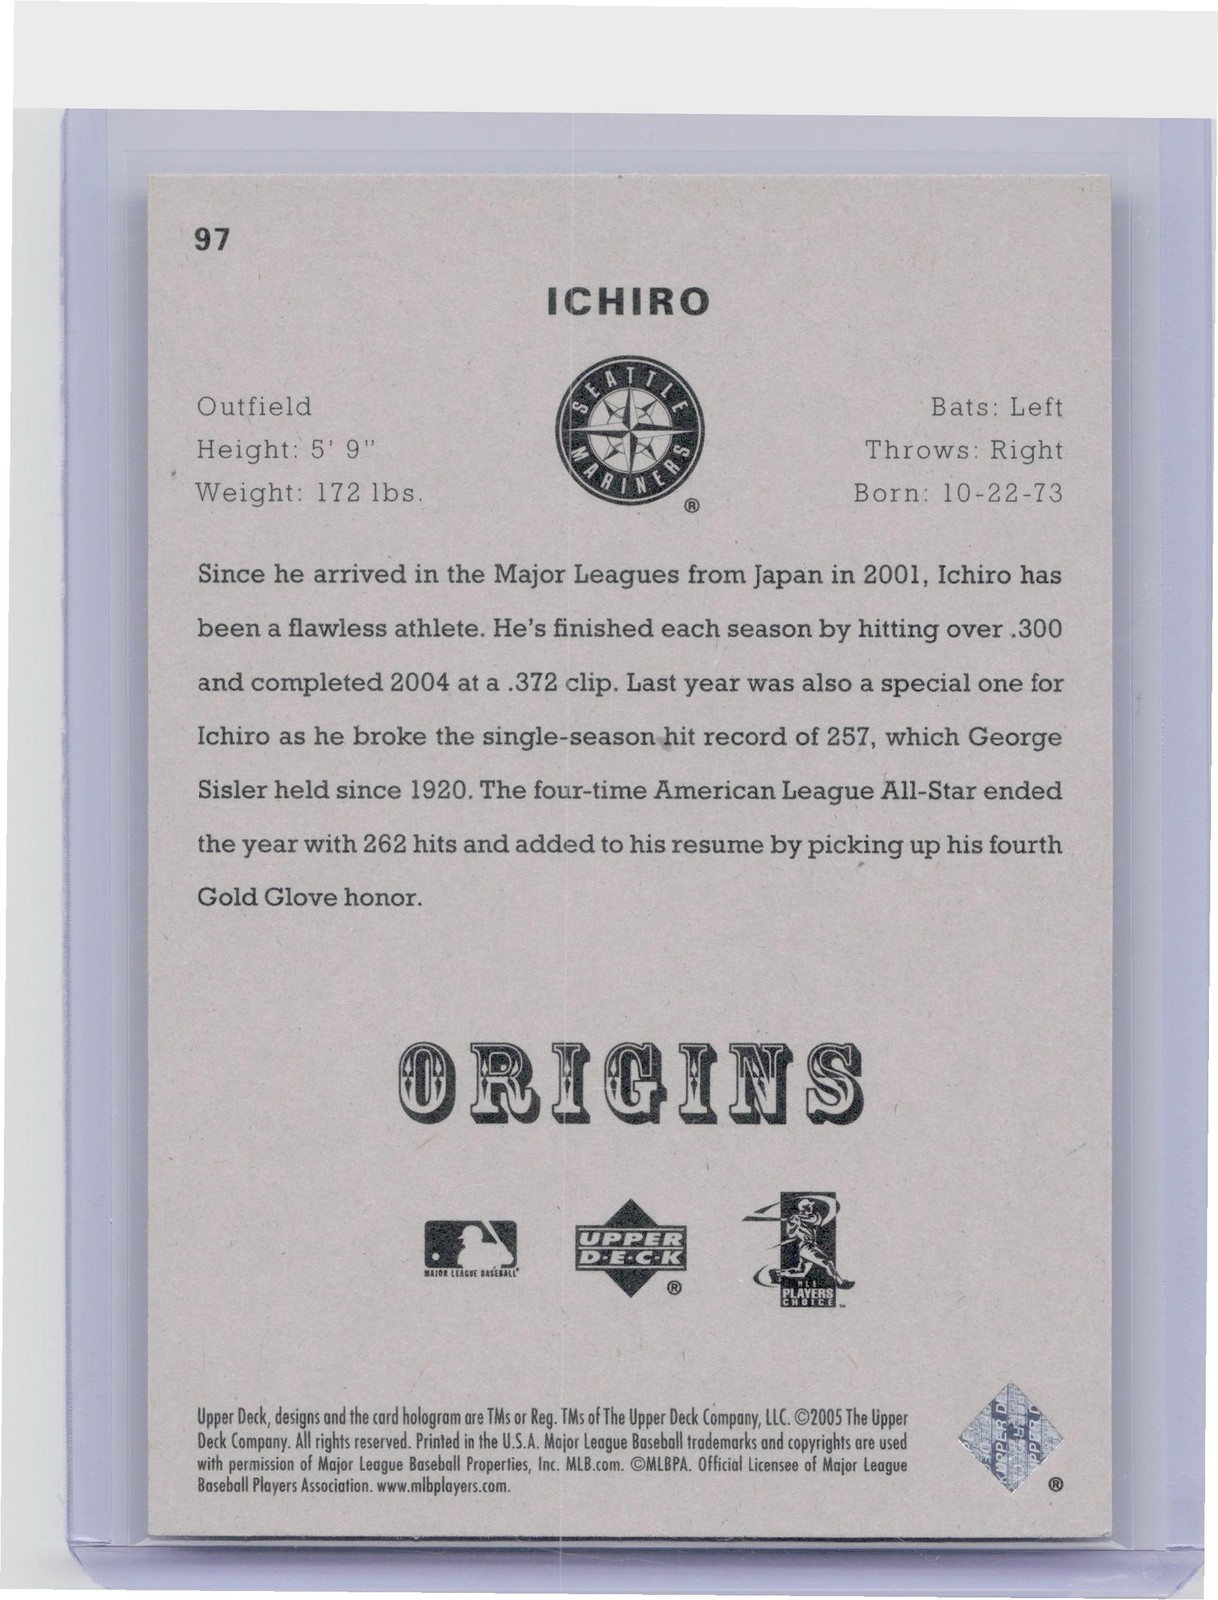 97
ICHIRO
SEATTLE
MARINERS
®
Outfield
Height: 5' 9"
Weight: 172 lbs.
Bats: Left
Throws: Right
Born: 10-22-73
Since he arrived in the Major Leagues from Japan in 2001, Ichiro has
been a flawless athlete. He's finished each season by hitting over .300
and completed 2004 at a .372 clip. Last year was also a special one for
Ichiro as he broke the single-season hit record of 257, which George
Sisler held since 1920. The four-time American League All-Star ended
the year with 262 hits and added to his resume by picking up his fourth
Gold Glove honor.
ORIGINS
MAJOR LEAGUE BASEBALL®
UPPER
D·E·C·K
®
MLB
PLAYERS
CHOICE™
Upper Deck, designs and the card hologram are TMs or Reg. TMs of The Upper Deck Company, LLC. ©2005 The Upper
Deck Company. All rights reserved. Printed in the U.S.A. Major League Baseball trademarks and copyrights are used
with permission of Major League Baseball Properties, Inc. MLB.com. ©MLBPA. Official Licensee of Major League
Baseball Players Association. www.mlbplayers.com.
®